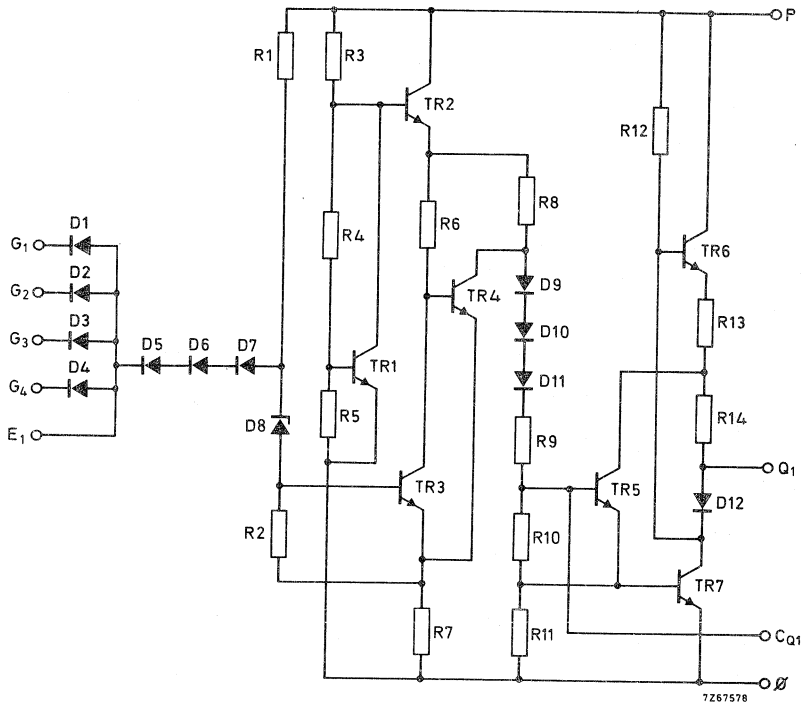 P
R1
R3
TR2
R12
R8
D1
G1
R4
R6
TR6
D2
G2
TR4
D9
D3
R13
G3
D10
D5
D6
D7
TR1
D4
G4
D11
D8
R5
R9
R14
E1
Q1
TR3
TR5
D12
R2
R10
TR7
R7
R11
CQ1
Ø
7Z67578